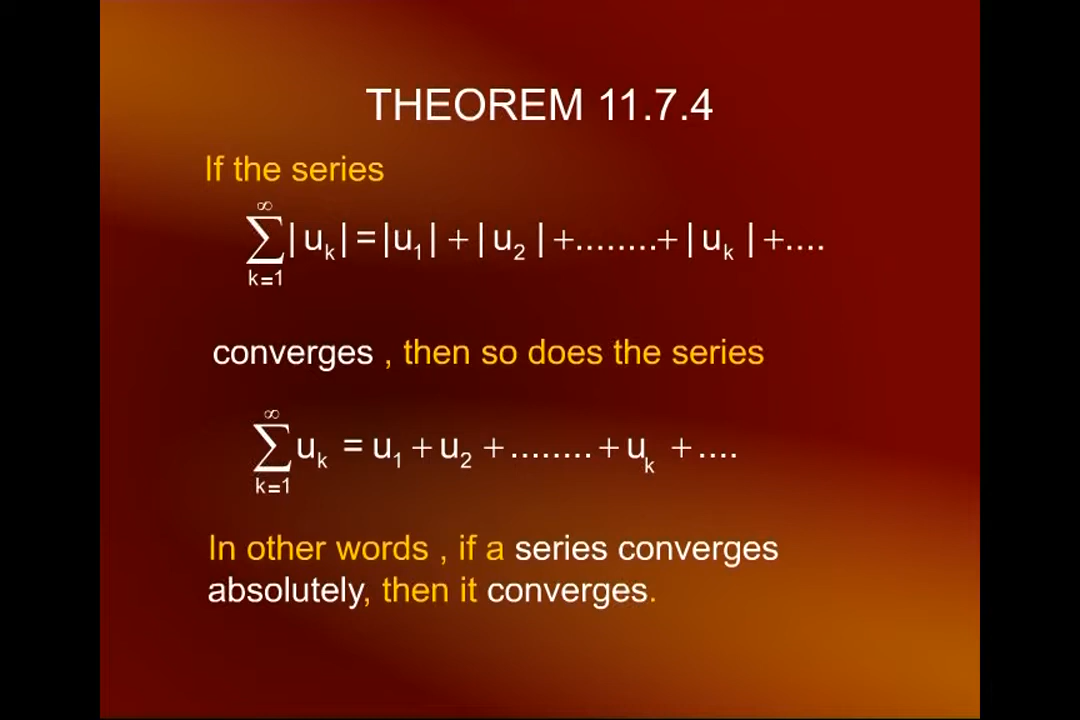 THEOREM 11.7.4
If the series
∞
∑|uₖ|=|u₁|+|u₂|+........+|uₖ|+....
k=1
converges , then so does the series
∞
∑uₖ = u₁+u₂+........+uₖ +....
k=1
In other words , if a series converges
absolutely, then it converges.